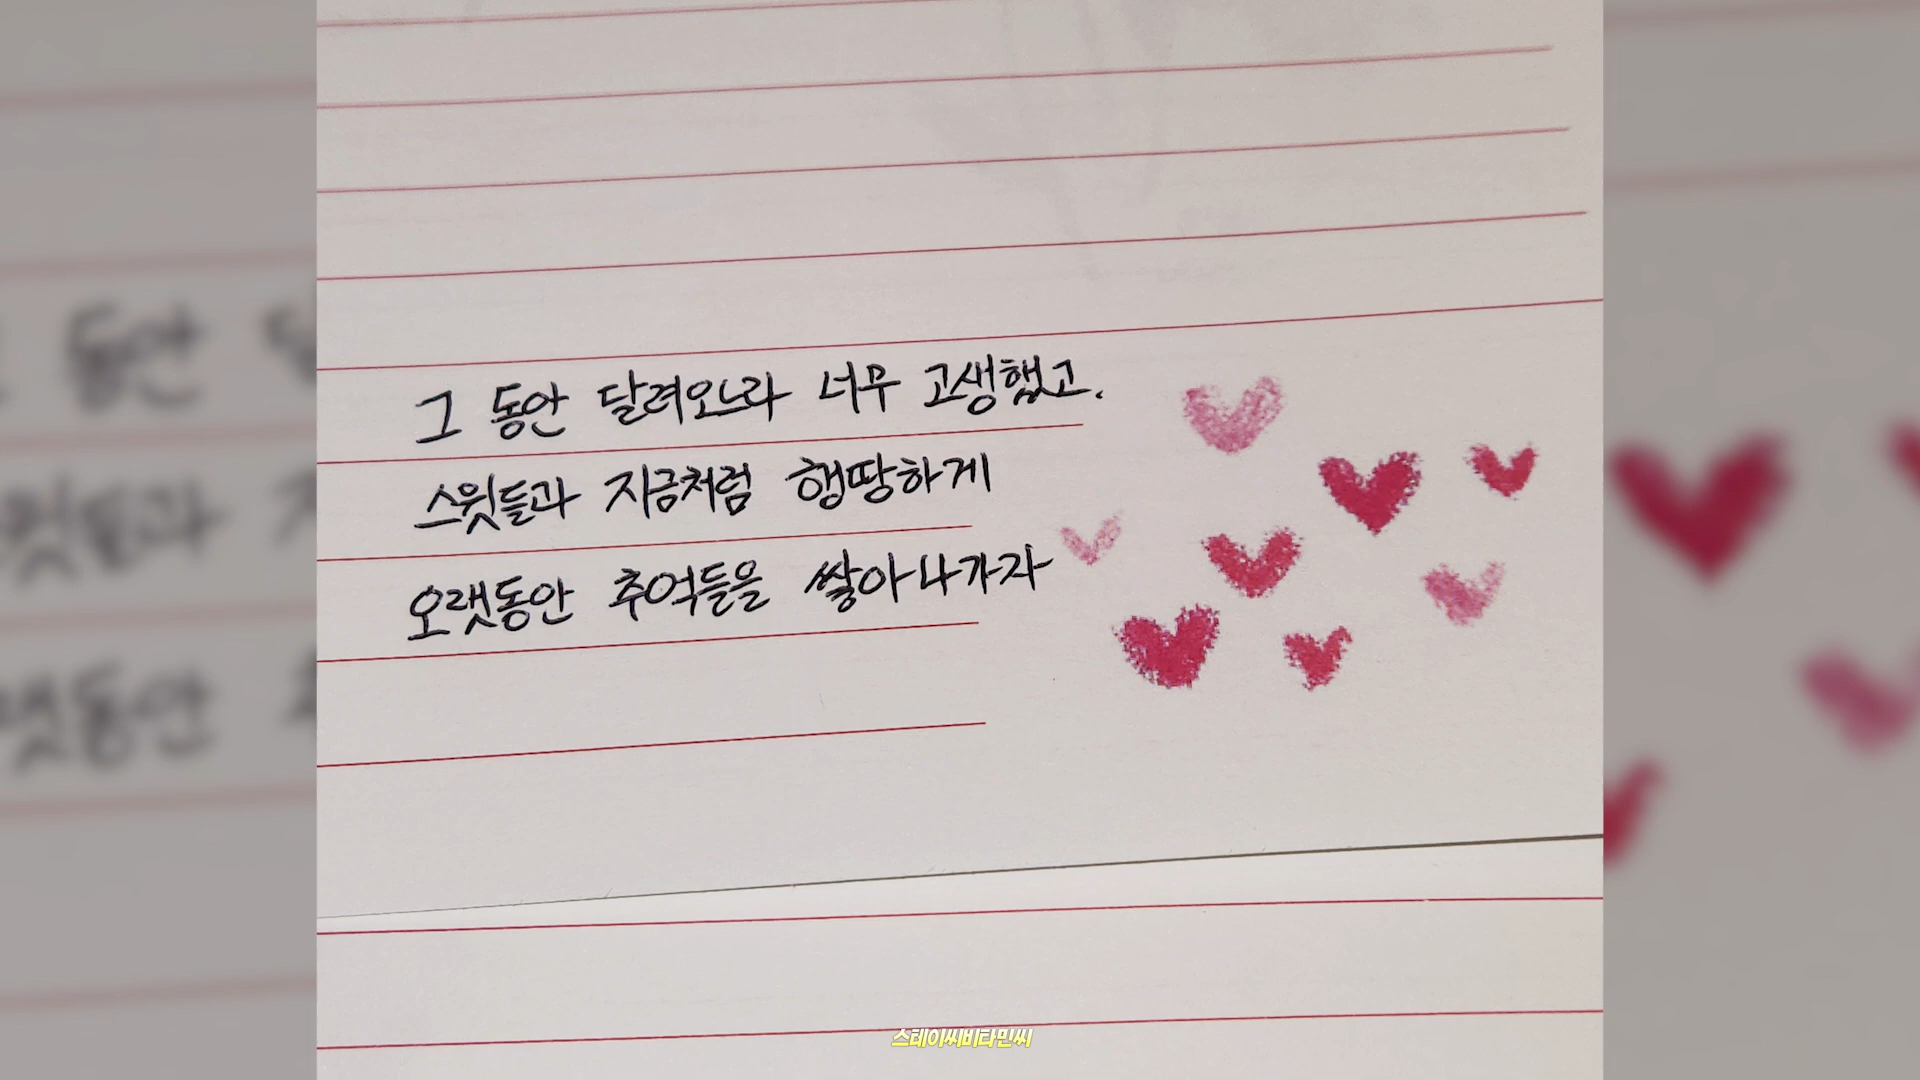 그 동안 달려오느라 너무 고생했고.
스윗들과 지금처럼 행땅하게
오랫동안 추억들을 쌓아나가자
스테이씨비타민씨